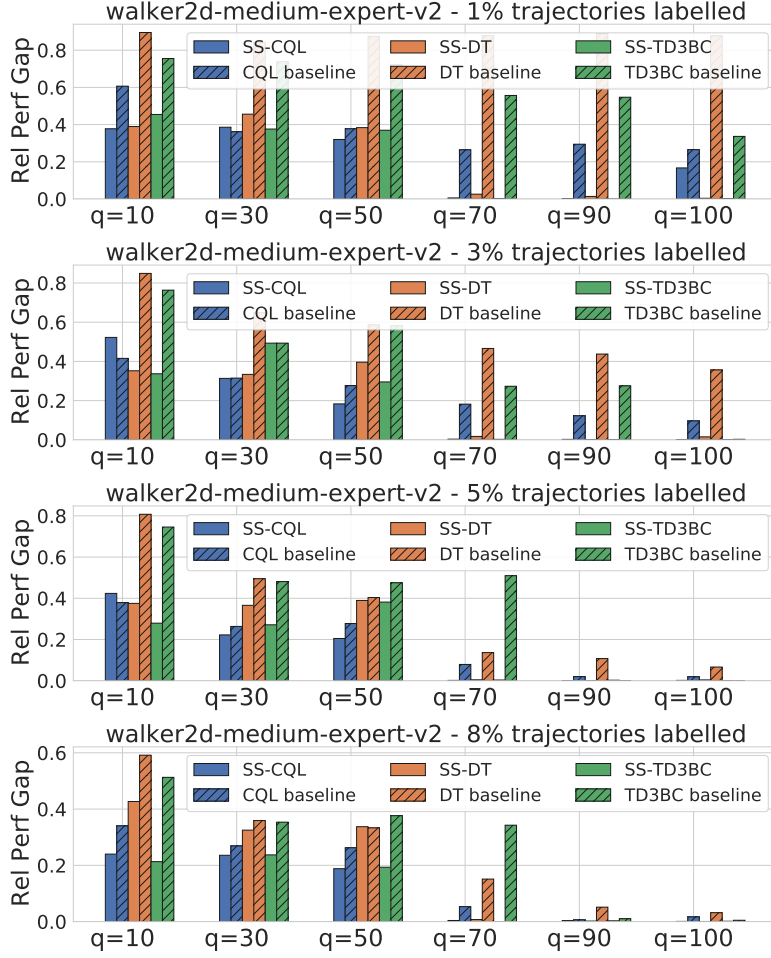 walker2d-medium-expert-v2 - 1% trajectories labelled
Rel Perf Gap
0.8
0.6
0.4
0.2
0.0
SS-CQL SS-DT SS-TD3BC
CQL baseline DT baseline TD3BC baseline
q=10 q=30 q=50 q=70 q=90 q=100
walker2d-medium-expert-v2 - 3% trajectories labelled
Rel Perf Gap
0.8
0.6
0.4
0.2
0.0
SS-CQL SS-DT SS-TD3BC
CQL baseline DT baseline TD3BC baseline
q=10 q=30 q=50 q=70 q=90 q=100
walker2d-medium-expert-v2 - 5% trajectories labelled
Rel Perf Gap
0.8
0.6
0.4
0.2
0.0
SS-CQL SS-DT SS-TD3BC
CQL baseline DT baseline TD3BC baseline
q=10 q=30 q=50 q=70 q=90 q=100
walker2d-medium-expert-v2 - 8% trajectories labelled
Rel Perf Gap
0.6
0.4
0.2
0.0
SS-CQL SS-DT SS-TD3BC
CQL baseline DT baseline TD3BC baseline
q=10 q=30 q=50 q=70 q=90 q=100